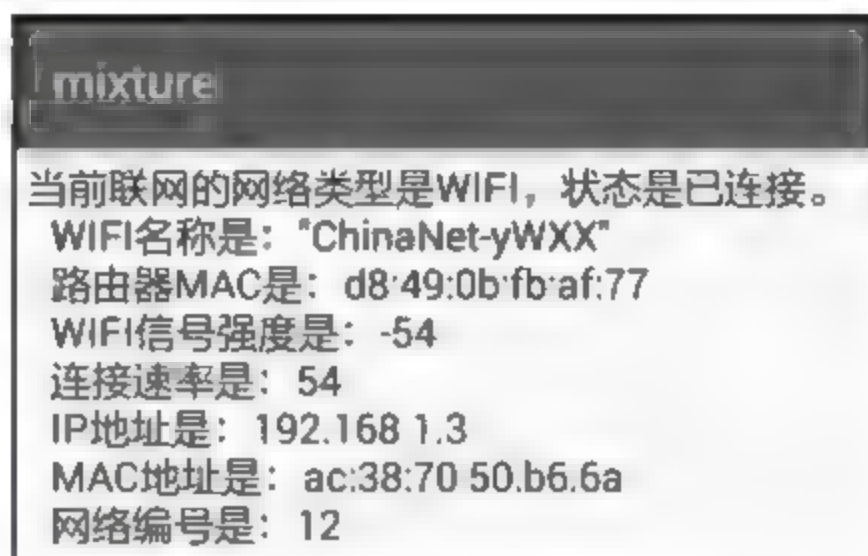 mixture
当前联网的网络类型是WIFI，状态是已连接。
WIFI名称是："ChinaNet-yWXX"
路由器MAC是：d8:49:0b:fb:af:77
WIFI信号强度是：-54
连接速率是：54
IP地址是：192.168.1.3
MAC地址是：ac:38:70:50:b6:6a
网络编号是：12